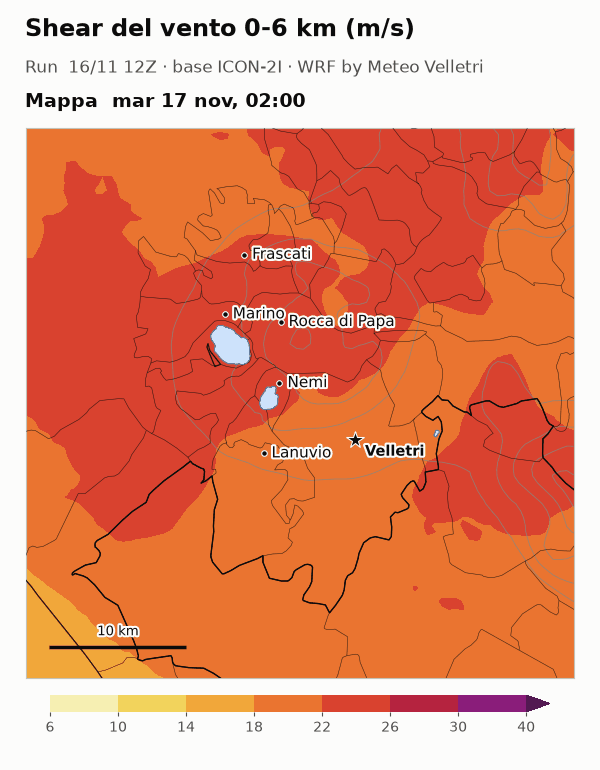 Shear del vento 0-6 km (m/s)
Run 16/11 12Z · base ICON-2I · WRF by Meteo Velletri
Mappa mar 17 nov, 02:00
Frascati
Marino
Rocca di Papa
Nemi
Velletri
Lanuvio
10 km
6 10 14 18 22 26 30 40